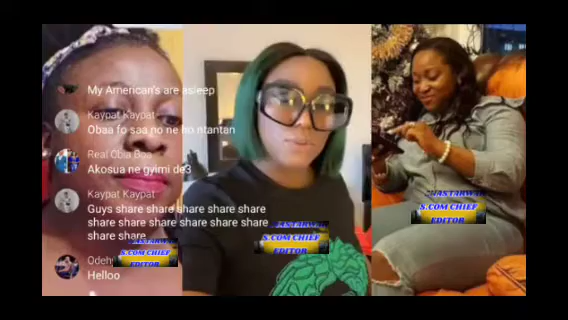 My American's are asleep
Kaypat Kaypat
Obaa fo saa no ne ho ntantan
Real Obia Boa
Akosua ne gyimi de3
Kaypat Kaypat
Guys share share share share share
share share share share share share
share share
Odeh
Helloo
S.COM CHIEF
EDITOR
S.COM CHIEF
EDITOR
S.COM CHIEF
EDITOR